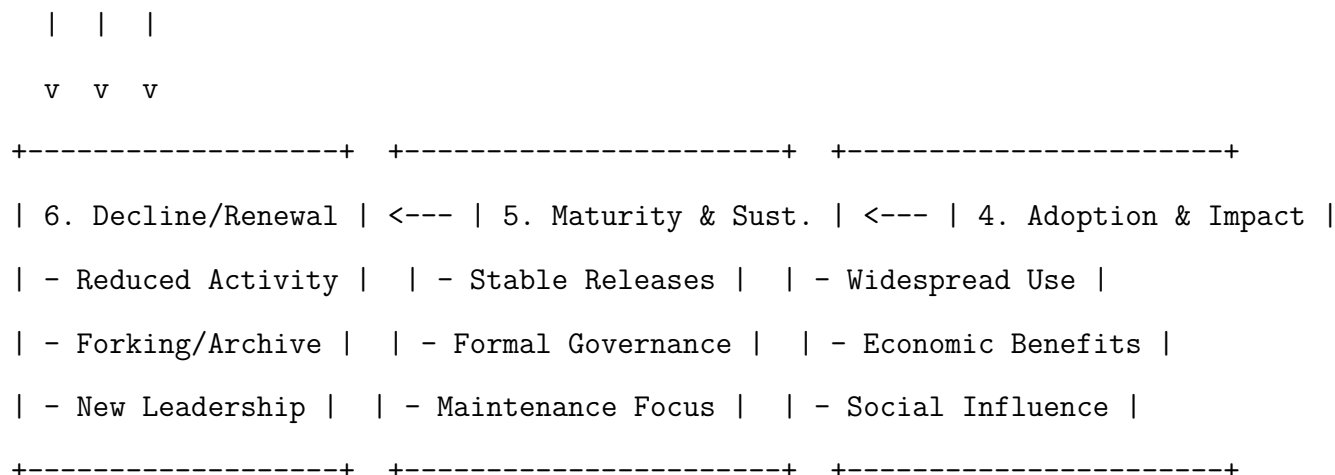 | | |
v v v
+-------------------+ +-----------------------+ +-----------------------+
| 6. Decline/Renewal | <--- | 5. Maturity & Sust. | <--- | 4. Adoption & Impact |
| - Reduced Activity | | - Stable Releases | | - Widespread Use |
| - Forking/Archive | | - Formal Governance | | - Economic Benefits |
| - New Leadership | | - Maintenance Focus | | - Social Influence |
+-------------------+ +-----------------------+ +-----------------------+